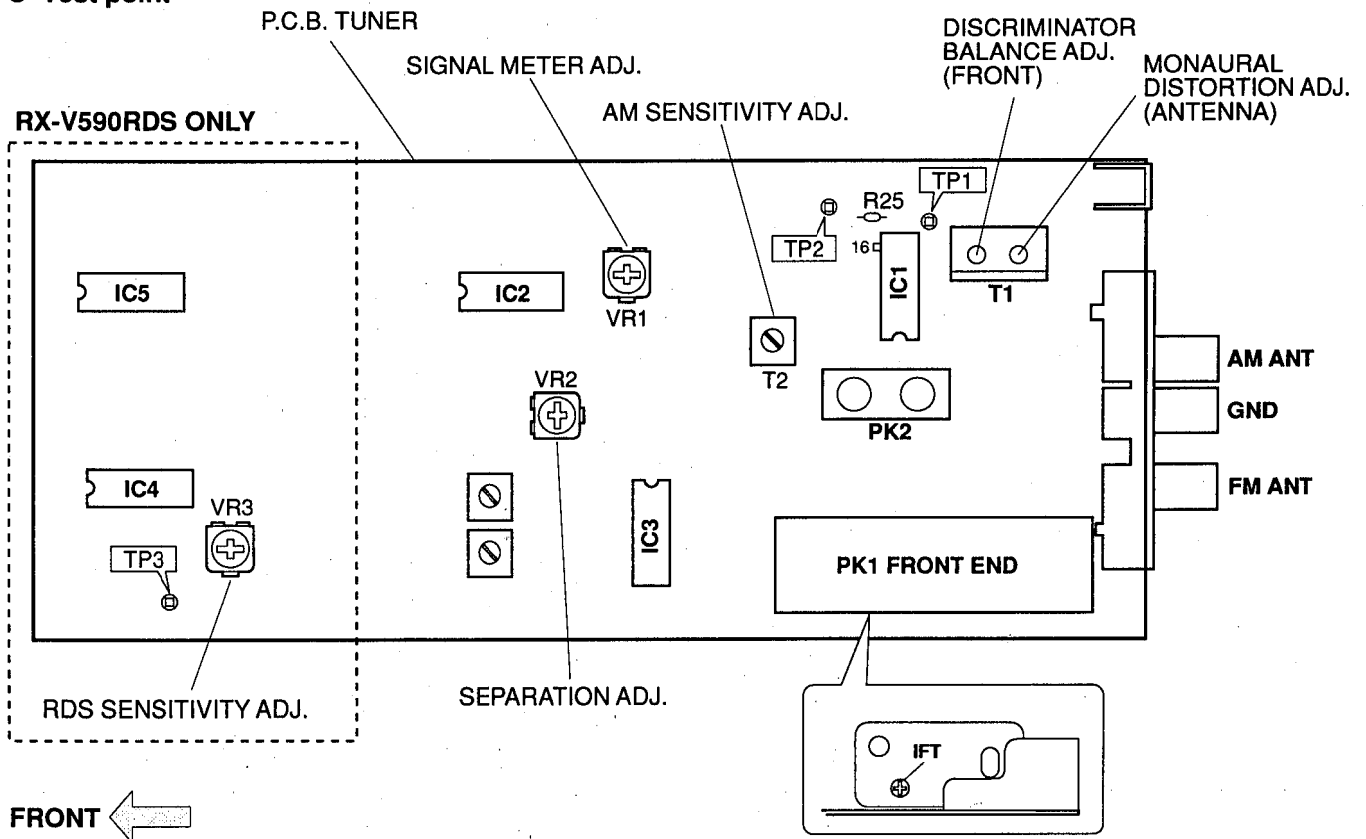 P.C.B. TUNER
SIGNAL METER ADJ.
AM SENSITIVITY ADJ.
DISCRIMINATOR
BALANCE ADJ.
(FRONT)
MONAURAL
DISTORTION ADJ.
(ANTENNA)
RX-V590RDS ONLY
TP1
R25
TP2
16
IC1
T1
IC5
IC2
VR1
T2
AM ANT
GND
FM ANT
VR2
PK2
IC4
VR3
TP3
IC3
PK1 FRONT END
RDS SENSITIVITY ADJ.
SEPARATION ADJ.
IFT
FRONT